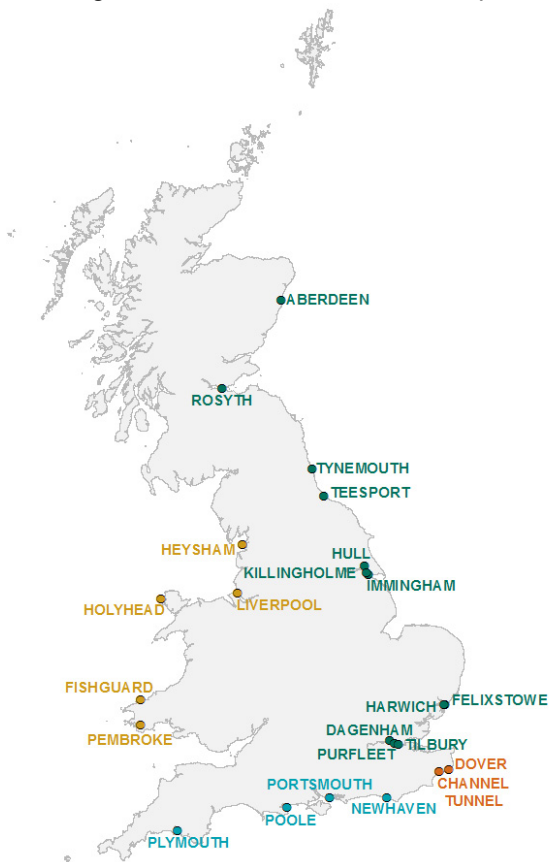 ABERDEEN
ROSYTH
TYNEMOUTH
TEESPORT
HEYSHAM
HULL
KILLINGHOLME
IMMINGHAM
HOLYHEAD
LIVERPOOL
FISHGUARD
HARWICH
FELIXSTOWE
PEMBROKE
DAGENHAM
PURFLEET
TILBURY
DOVER
CHANNEL
TUNNEL
PORTSMOUTH
NEWHAVEN
POOLE
PLYMOUTH